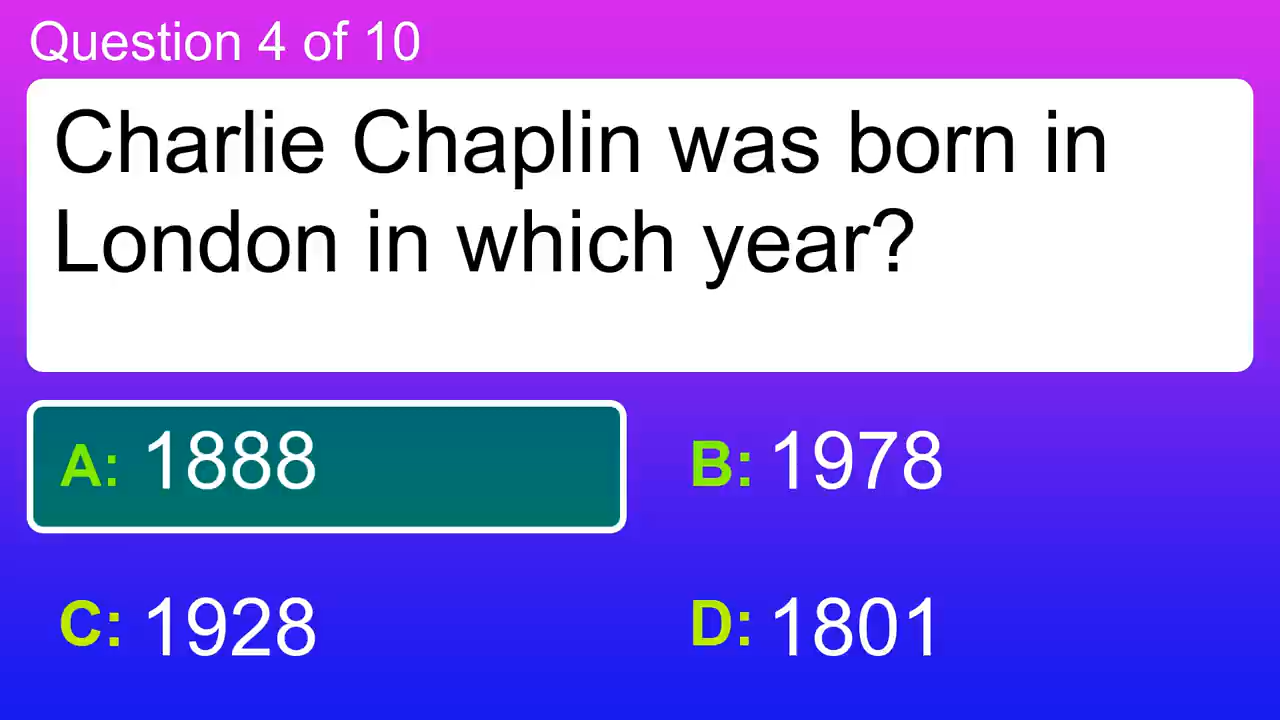 Question 4 of 10
Charlie Chaplin was born in
London in which year?
A: 1888
B: 1978
C: 1928
D: 1801